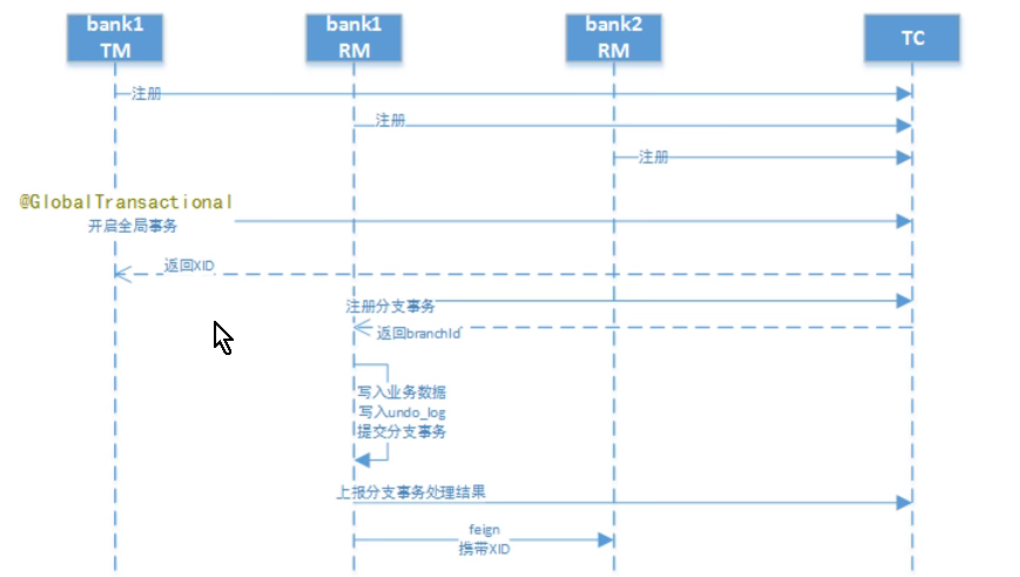 bank1
TM
bank1
RM
bank2
RM
TC
注册
注册
注册
@GlobalTransactional
开启全局事务
返回XID
注册分支事务
返回branchId
写入业务数据
写入undo_log
提交分支事务
上报分支事务处理结果
feign
携带XID